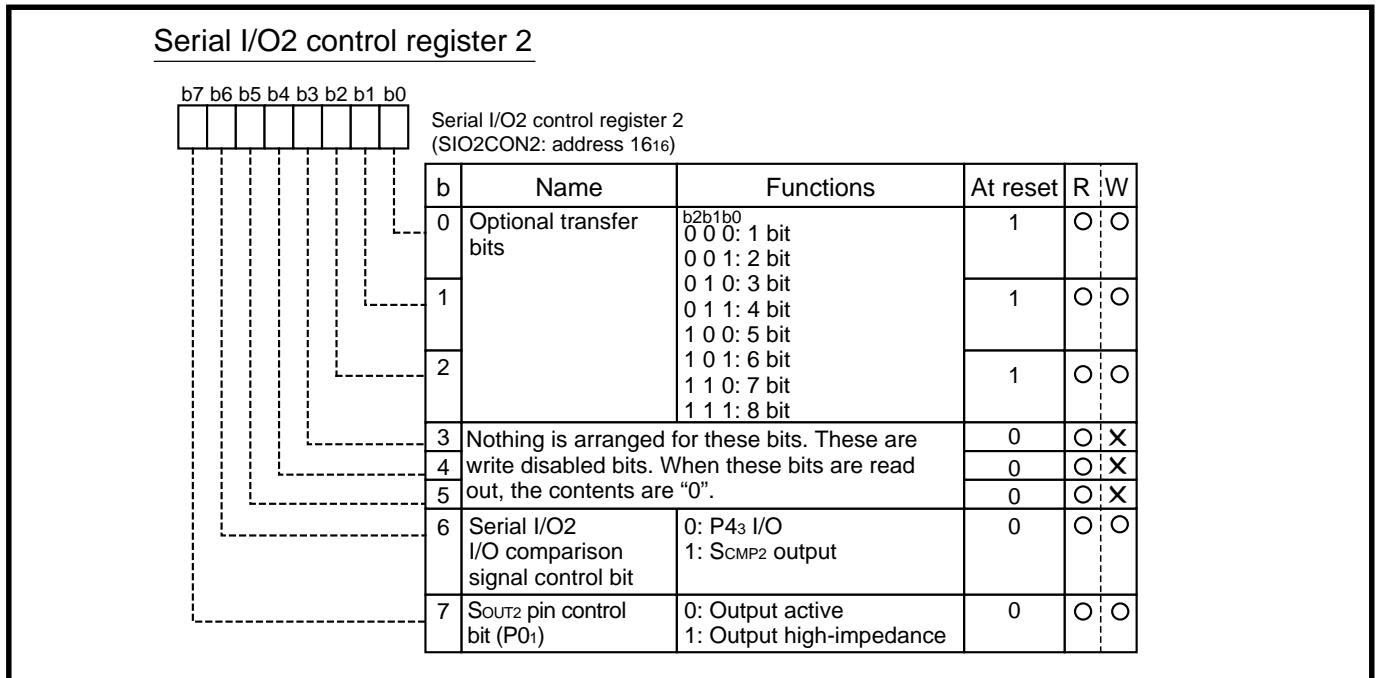 Serial I/O2 control register 2
b7 b6 b5 b4 b3 b2 b1 b0
Serial I/O2 control register 2
(SIO2CON2: address 1616)
b Name Functions At reset R W
0 Optional transfer bits
b2b1b0
0 0 0: 1 bit
0 0 1: 2 bit
0 1 0: 3 bit
0 1 1: 4 bit
1 0 0: 5 bit
1 0 1: 6 bit
1 1 0: 7 bit
1 1 1: 8 bit
1 O O
1 1 O O
2 1 O O
3 Nothing is arranged for these bits. These are 0 O X
4 write disabled bits. When these bits are read 0 O X
5 out, the contents are “0”. 0 O X
6 Serial I/O2 0: P43 I/O 0 O O
I/O comparison 1: SCMP2 output
signal control bit
7 SOUT2 pin control 0: Output active 0 O O
bit (P01) 1: Output high-impedance